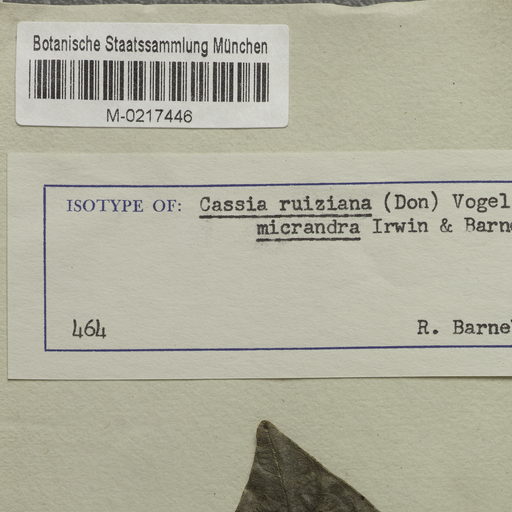 Botanische Staatssammlung München
M-0217446
ISOTYPE OF: Cassia ruiziana (Don) Vogel
micrandra Irwin & Barne
464
R. Barne